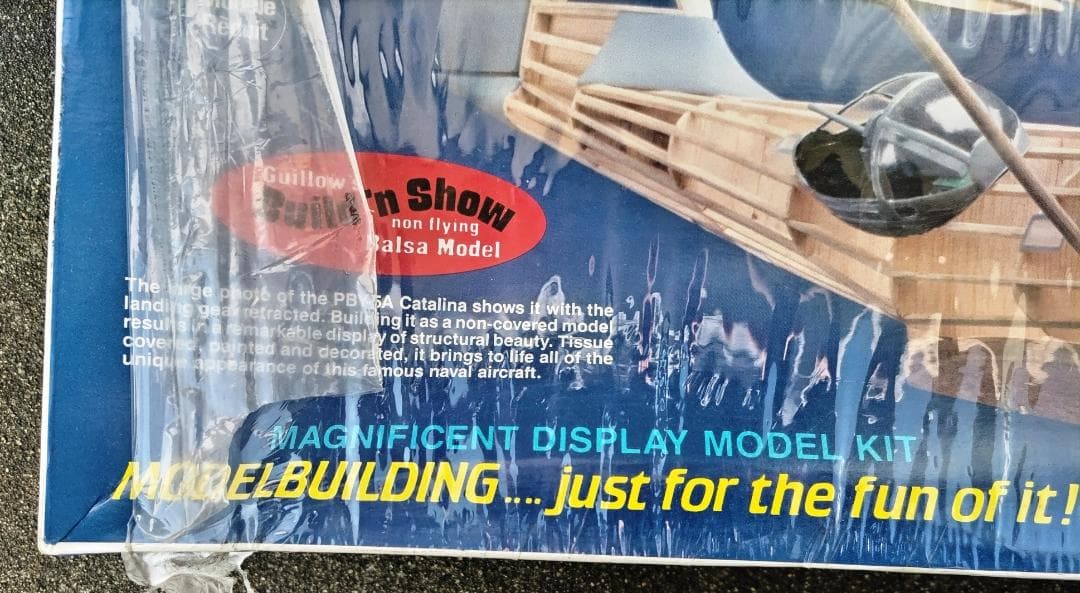 Guillow's
Build 'n Show
non flying
Balsa Model
The large photo of the PBY-5A Catalina shows it with the
landing gear retracted. Building it as a non-covered model
results in a remarkable display of structural beauty. Tissue
covered, painted and decorated, it brings to life all of the
unique appearance of this famous naval aircraft.
MAGNIFICENT DISPLAY MODEL KIT
MODELBUILDING.... just for the fun of it!